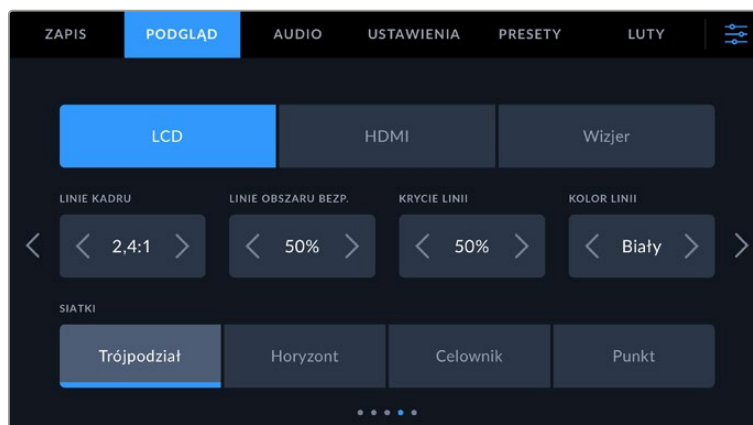 ZAPIS PODGLĄD AUDIO USTAWIENIA PRESETY LUTY
LCD HDMI Wizjer
LINIE KADRU LINIE OBSZARU BEZP. KRYCIE LINII KOLOR LINII
2,4:1 50% 50% Biały
SIATKI
Trójpodział Horyzont Celownik Punkt